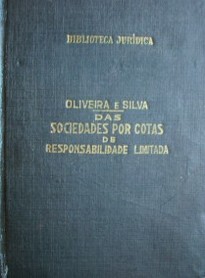 BIBLIOTECA JURÍDICA
OLIVEIRA E SILVA
DAS
SOCIEDADES POR COTAS
DE
RESPONSABILIDADE LIMITADA